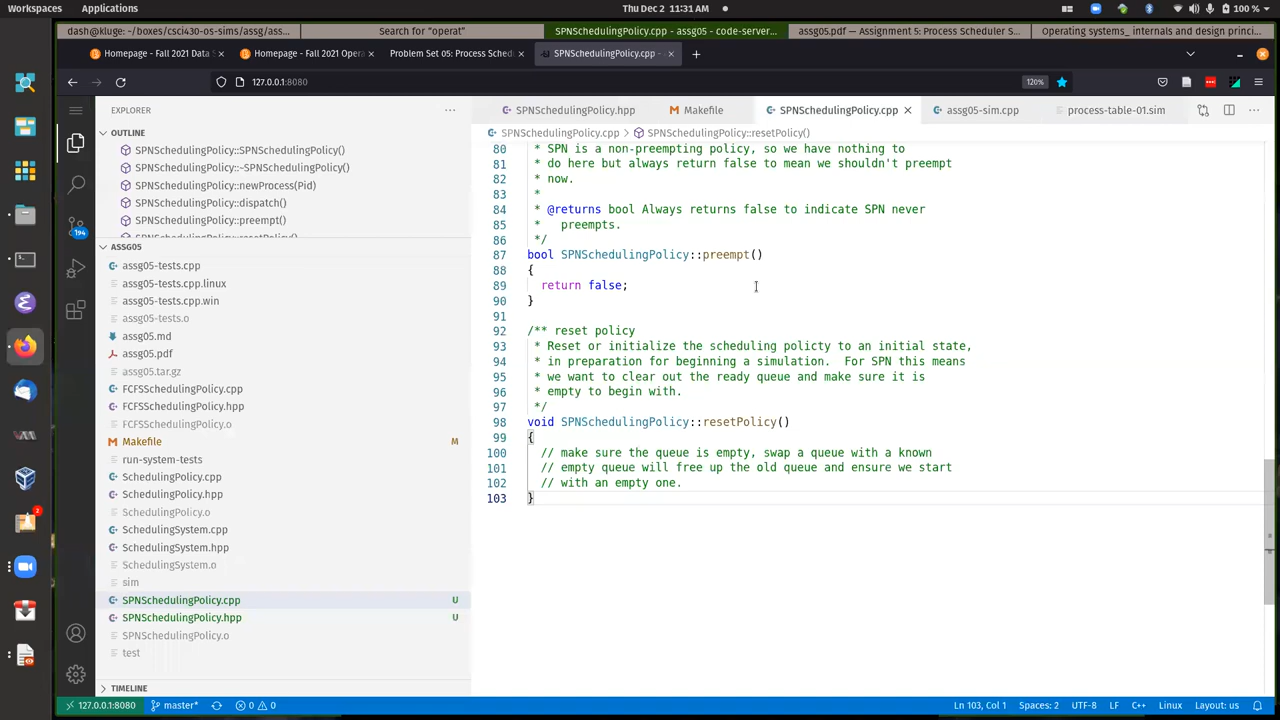 Workspaces Applications Thu Dec 2 11:31 AM 100 %
dash@kluge: ~/boxes/csci430-os-sims/assg/ass... Search for "operat" SPNSchedulingPolicy.cpp - assg05 - code-server... assg05.pdf — Assignment 5: Process Scheduler S... Operating systems_ internals and design princi...
Homepage - Fall 2021 Data S Homepage - Fall 2021 Opera Problem Set 05: Process Sched SPNSchedulingPolicy.cpp -
127.0.0.1:8080 120%
EXPLORER SPNSchedulingPolicy.hpp Makefile SPNSchedulingPolicy.cpp assg05-sim.cpp process-table-01.sim
OUTLINE SPNSchedulingPolicy.cpp > SPNSchedulingPolicy::resetPolicy()
SPNSchedulingPolicy::SPNSchedulingPolicy()
SPNSchedulingPolicy::~SPNSchedulingPolicy()
SPNSchedulingPolicy::newProcess(Pid)
SPNSchedulingPolicy::dispatch()
SPNSchedulingPolicy::preempt()
SPNSchedulingPolicy::resetPolicy()
194
ASSG05
assg05-tests.cpp
assg05-tests.cpp.linux
assg05-tests.cpp.win
assg05-tests.o
assg05.md
assg05.pdf
assg05.tar.gz
FCFSSchedulingPolicy.cpp
FCFSSchedulingPolicy.hpp
FCFSSchedulingPolicy.o
Makefile M
run-system-tests
SchedulingPolicy.cpp
SchedulingPolicy.hpp
SchedulingPolicy.o
SchedulingSystem.cpp
SchedulingSystem.hpp
SchedulingSystem.o
sim
SPNSchedulingPolicy.cpp U
SPNSchedulingPolicy.hpp U
SPNSchedulingPolicy.o
test
TIMELINE
80 * SPN is a non-preempting policy, so we have nothing to
81 * do here but always return false to mean we shouldn't preempt
82 * now.
83 *
84 * @returns bool Always returns false to indicate SPN never
85 * preempts.
86 */
87 bool SPNSchedulingPolicy::preempt()
88 {
89 return false;
90 }
91
92 /** reset policy
93 * Reset or initialize the scheduling policty to an initial state,
94 * in preparation for beginning a simulation. For SPN this means
95 * we want to clear out the ready queue and make sure it is
96 * empty to begin with.
97 */
98 void SPNSchedulingPolicy::resetPolicy()
99 {
100 // make sure the queue is empty, swap a queue with a known
101 // empty queue will free up the old queue and ensure we start
102 // with an empty one.
103 }
127.0.0.1:8080 master* 0 0 Ln 103, Col 1 Spaces: 2 UTF-8 LF C++ Linux Layout: us